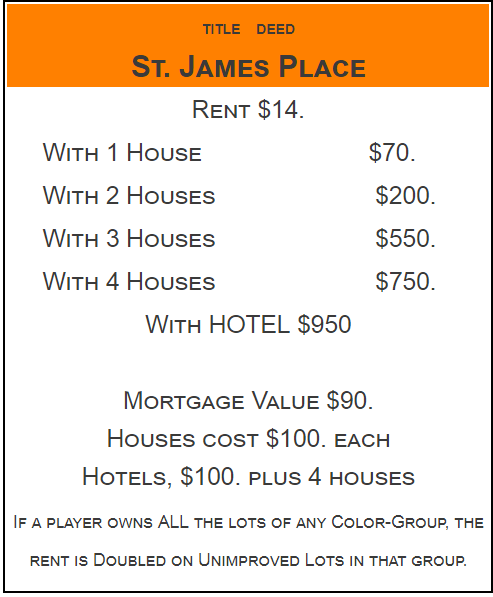 TITLE DEED
ST. JAMES PLACE
RENT $14.
WITH 1 HOUSE $70.
WITH 2 HOUSES $200.
WITH 3 HOUSES $550.
WITH 4 HOUSES $750.
WITH HOTEL $950
MORTGAGE VALUE $90.
HOUSES COST $100. EACH
HOTELS, $100. PLUS 4 HOUSES
IF A PLAYER OWNS ALL THE LOTS OF ANY COLOR-GROUP, THE
RENT IS DOUBLED ON UNIMPROVED LOTS IN THAT GROUP.